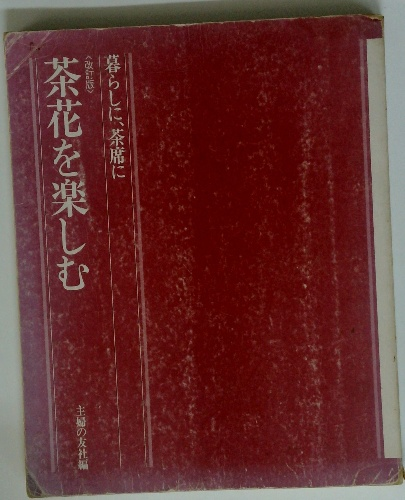 暮らしに、茶席に
〈改訂版〉
茶花を楽しむ
主婦の友社編